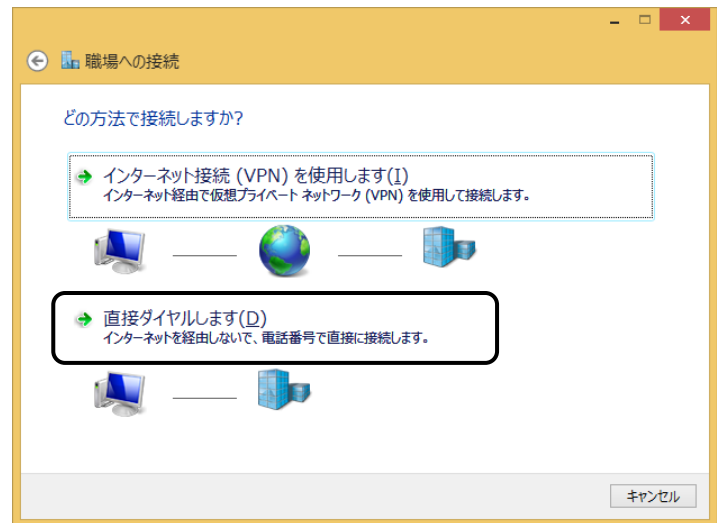 職場への接続
どの方法で接続しますか?
インターネット接続 (VPN) を使用します(I)
インターネット経由で仮想プライベート ネットワーク (VPN) を使用して接続します。
直接ダイヤルします(D)
インターネットを経由しないで、電話番号で直接に接続します。
キャンセル